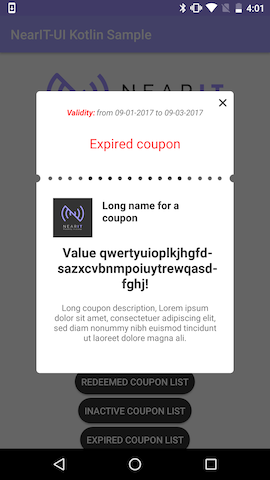 4:01
NearIT-UI Kotlin Sample
NEARIT
Validity: from 09-01-2017 to 09-03-2017
Expired coupon
NEARIT
Long name for a
coupon
Value qwertyuioplkjhgfd-
sazxcvbnmpoiuytrewqasd-
fghj!
Long coupon description, Lorem ipsum
dolor sit amet, consectetuer adipiscing elit,
sed diam nonummy nibh euismod tincidunt
ut laoreet dolore magna ali.
REDEEMED COUPON LIST
INACTIVE COUPON LIST
EXPIRED COUPON LIST